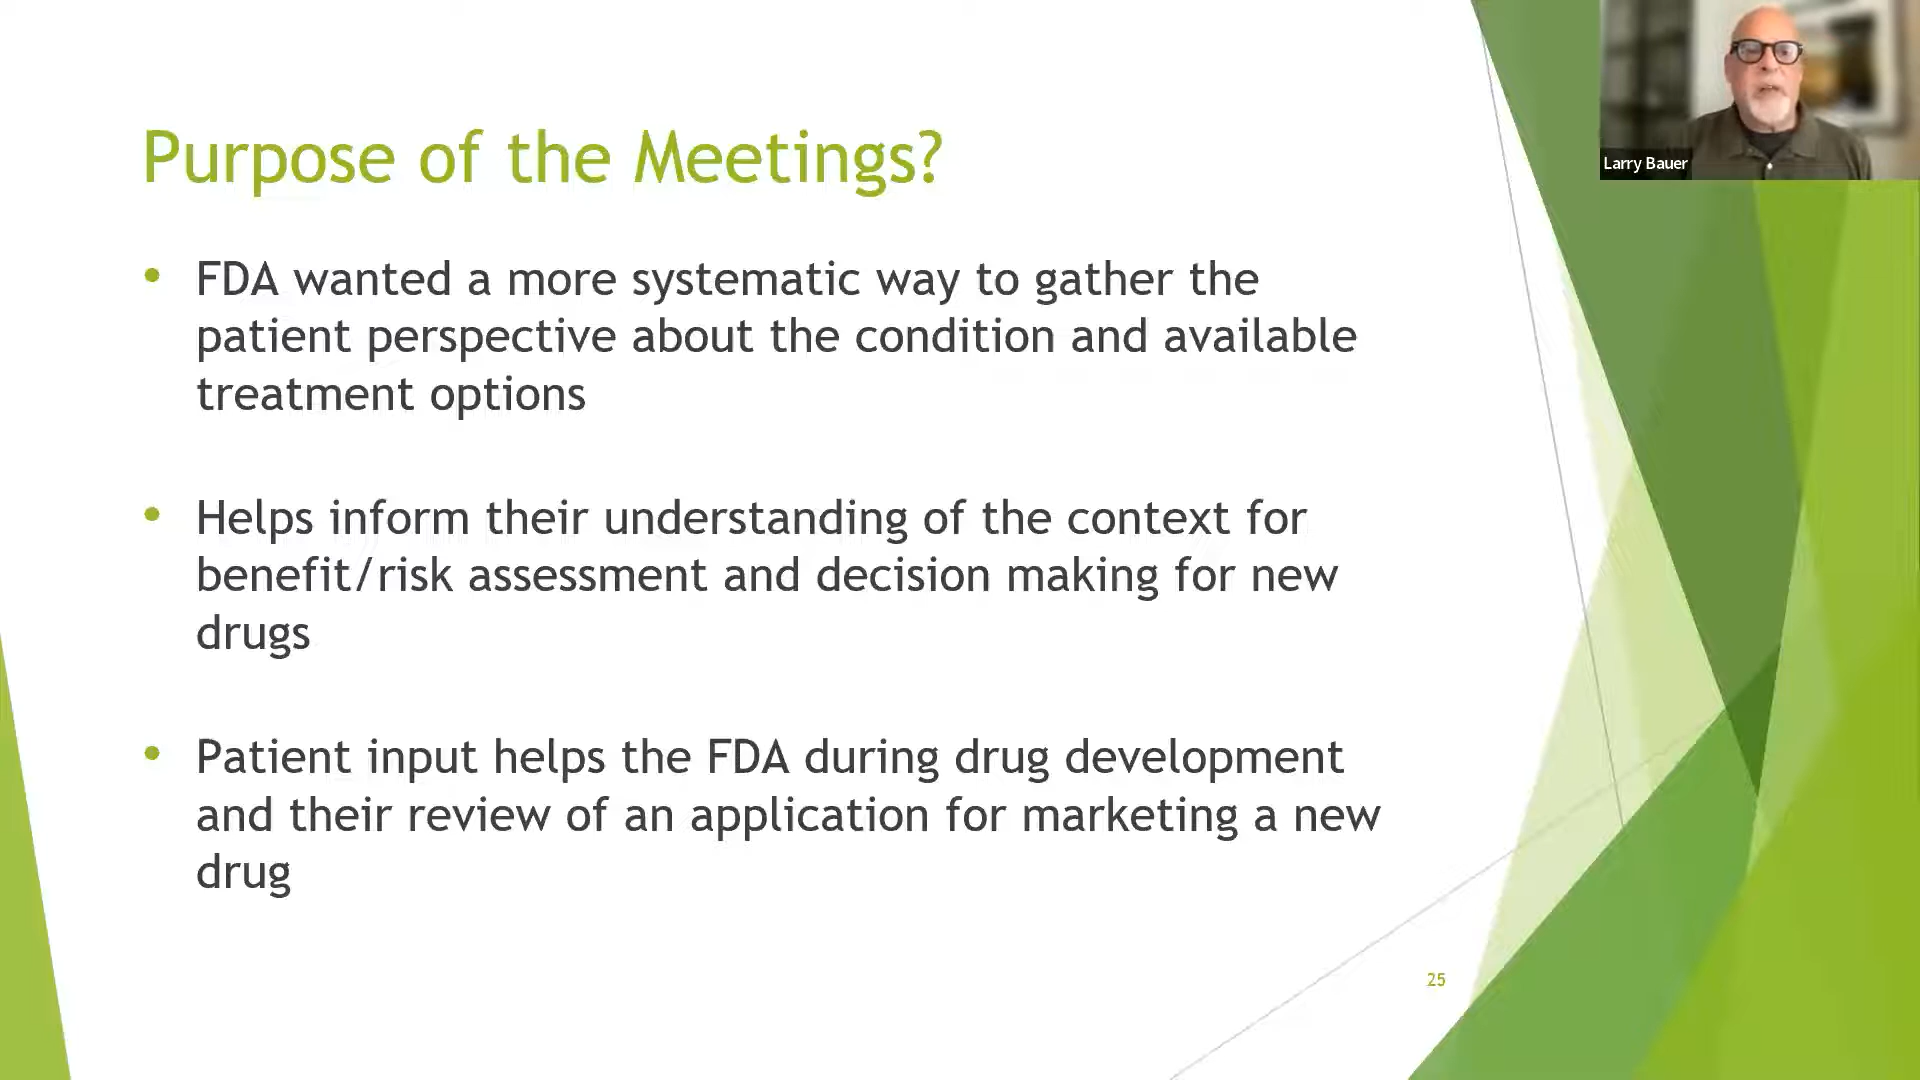 Purpose of the Meetings?
• FDA wanted a more systematic way to gather the
patient perspective about the condition and available
treatment options
• Helps inform their understanding of the context for
benefit/risk assessment and decision making for new
drugs
• Patient input helps the FDA during drug development
and their review of an application for marketing a new
drug
25
Larry Bauer